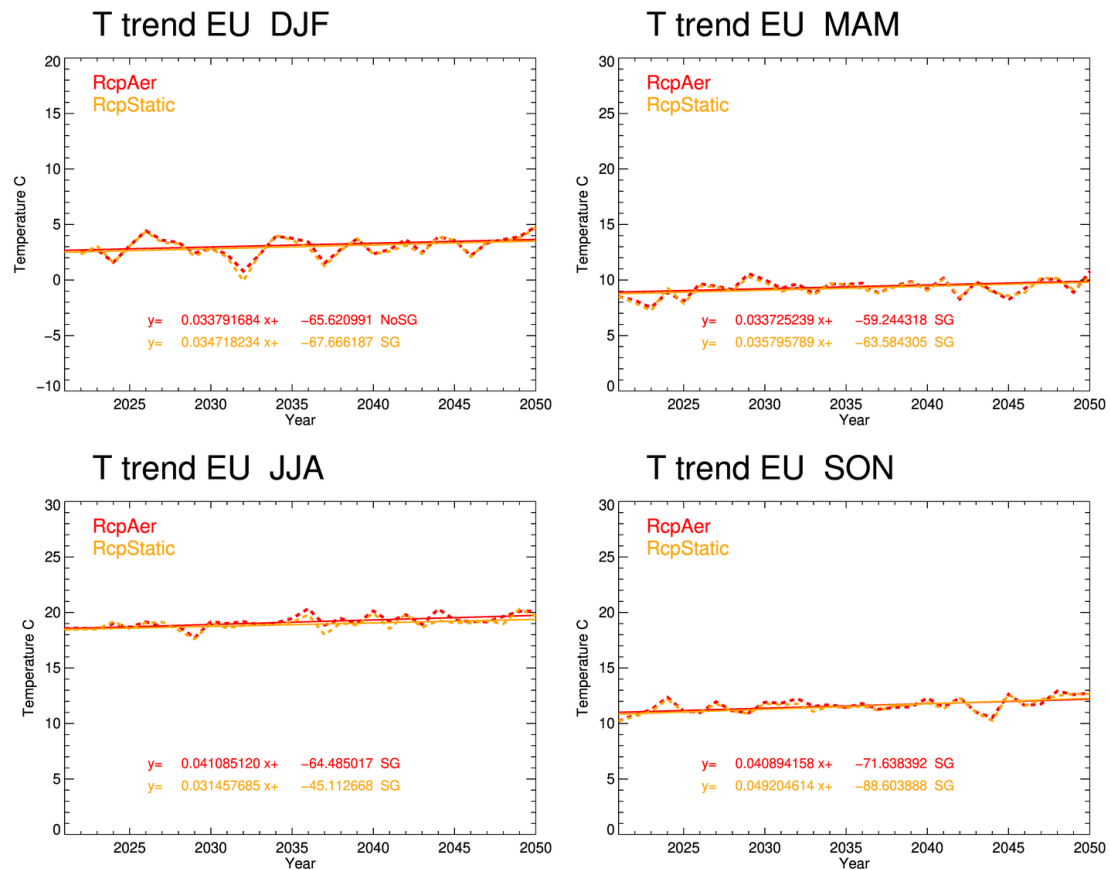 T trend EU DJF
20
15
10
5
0
−5
−10
Temperature C
RcpAer
RcpStatic
y= 0.033791684 x+ −65.620991 NoSG
y= 0.034718234 x+ −67.666187 SG
2025 2030 2035 2040 2045 2050
Year
T trend EU MAM
30
25
20
15
10
5
0
Temperature C
RcpAer
RcpStatic
y= 0.033725239 x+ −59.244318 SG
y= 0.035795789 x+ −63.584305 SG
2025 2030 2035 2040 2045 2050
Year
T trend EU JJA
30
25
20
15
10
5
0
Temperature C
RcpAer
RcpStatic
y= 0.041085120 x+ −64.485017 SG
y= 0.031457685 x+ −45.112668 SG
2025 2030 2035 2040 2045 2050
Year
T trend EU SON
30
25
20
15
10
5
0
Temperature C
RcpAer
RcpStatic
y= 0.040894158 x+ −71.638392 SG
y= 0.049204614 x+ −88.603888 SG
2025 2030 2035 2040 2045 2050
Year